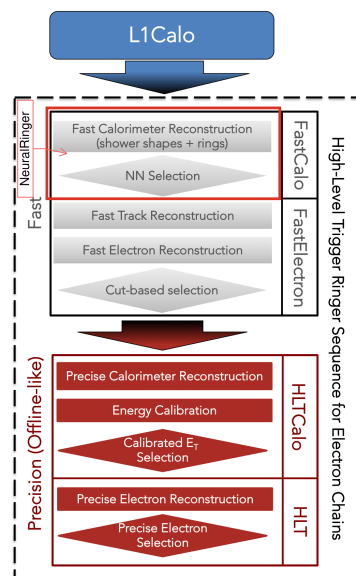 L1Calo
NeuralRinger
Fast Calorimeter Reconstruction
(shower shapes + rings)
NN Selection
FastCalo
Fast
Fast Track Reconstruction
Fast Electron Reconstruction
Cut-based selection
FastElectron
High-Level Trigger Ringer Sequence for Electron Chains
Precision (Offline-like)
Precise Calorimeter Reconstruction
Energy Calibration
Calibrated E_T
Selection
HLTCalo
Precise Electron Reconstruction
Precise Electron
Selection
HLT